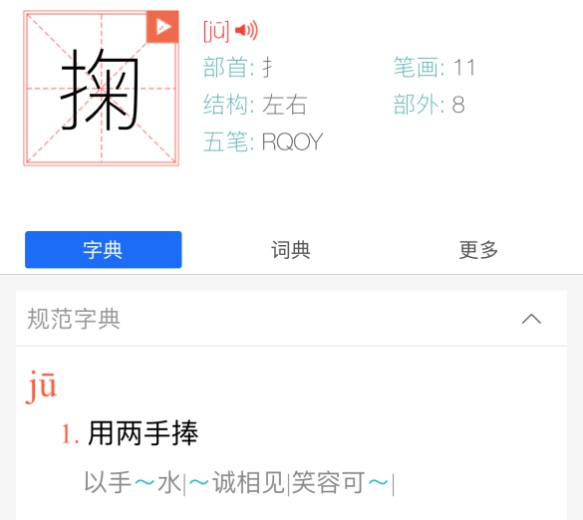 掬
[jū]
部首: 扌 笔画: 11
结构: 左右 部外: 8
五笔: RQOY
字典 词典 更多
规范字典
jū
1. 用两手捧
以手～水|～诚相见|笑容可～|